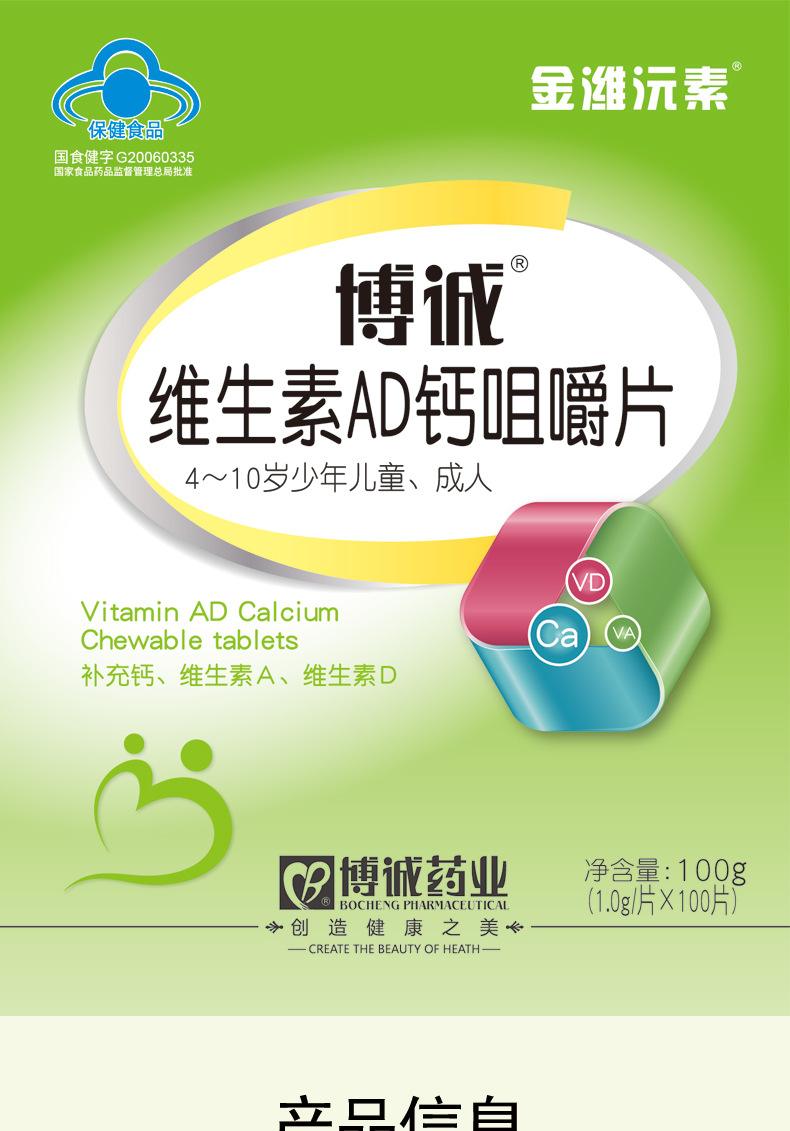 保健食品
国食健字G20060335
国家食品药品监督管理总局批准
金潍沅素®
博诚®
维生素AD钙咀嚼片
4～10岁少年儿童、成人
VD
Ca
VA
Vitamin AD Calcium
Chewable tablets
补充钙、维生素A、维生素D
博诚药业
BOCHENG PHARMACEUTICAL
创造健康之美
CREATE THE BEAUTY OF HEATH
净含量：100g
(1.0g/片×100片)
产品信息